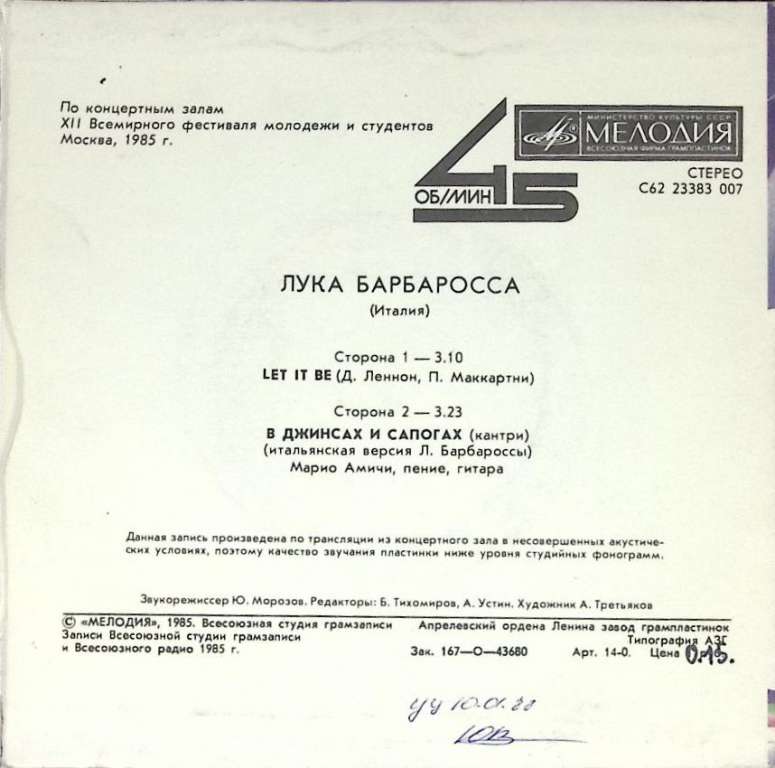 По концертным залам
XII Всемирного фестиваля молодежи и студентов
Москва, 1985 г.
45
ОБ/МИН
МИНИСТЕРСТВО КУЛЬТУРЫ СССР
МЕЛОДИЯ
ВСЕСОЮЗНАЯ ФИРМА ГРАМПЛАСТИНОК
СТЕРЕО
С62 23383 007
ЛУКА БАРБАРОССА
(Италия)
Сторона 1 — 3.10
LET IT BE (Д. Леннон, П. Маккартни)
Сторона 2 — 3.23
В ДЖИНСАХ И САПОГАХ (кантри)
(итальянская версия Л. Барбароссы)
Марио Амичи, пение, гитара
Данная запись произведена по трансляции из концертного зала в несовершенных акустиче-
ских условиях, поэтому качество звучания пластинки ниже уровня студийных фонограмм.
Звукорежиссер Ю. Морозов. Редакторы: Б. Тихомиров, А. Устин. Художник А. Третьяков
© «МЕЛОДИЯ», 1985. Всесоюзная студия грамзаписи
Записи Всесоюзной студии грамзаписи
и Всесоюзного радио 1985 г.
Апрелевский ордена Ленина завод грампластинок
Типография АЗГ
Зак. 167—О—43680 Арт. 14-0. Цена 0.15.